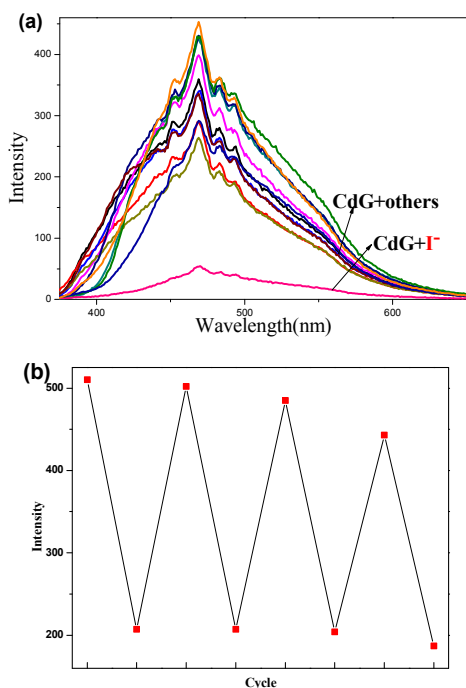 (a)
400
300
200
100
0
Intensity
CdG+others
CdG+I⁻
400
500
600
Wavelength(nm)
(b)
500
400
300
200
Intensity
Cycle